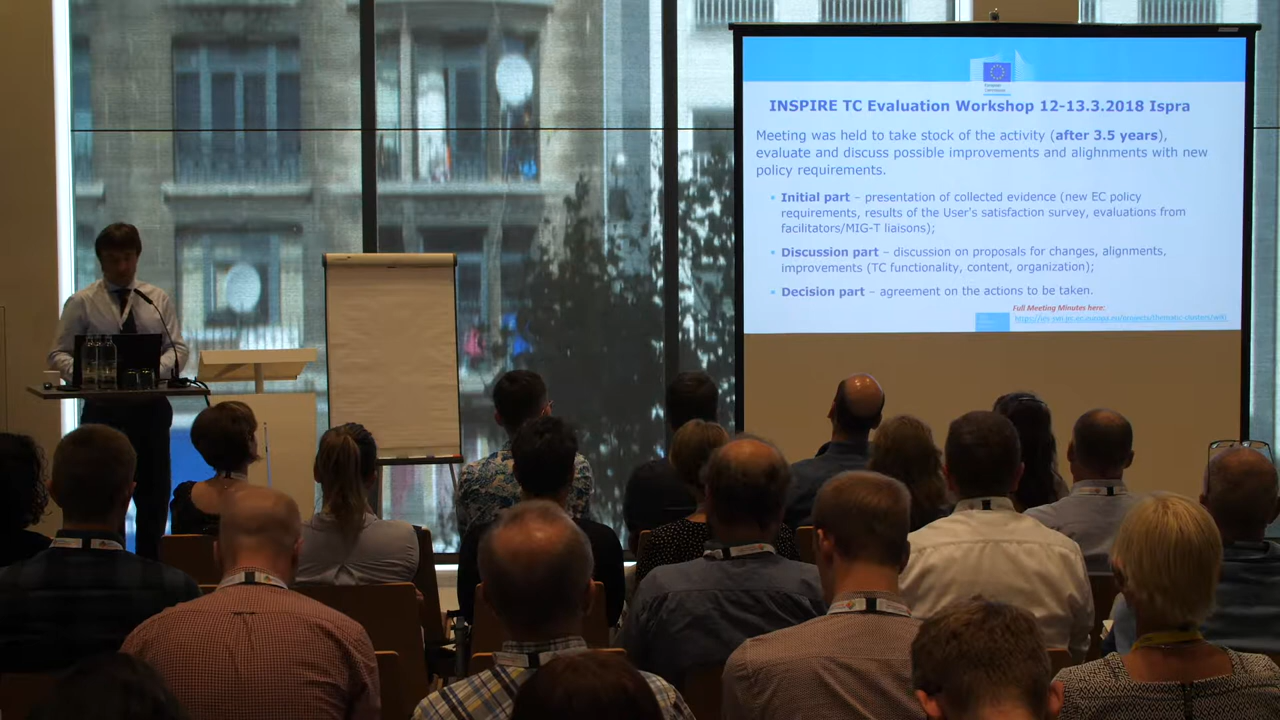 European
Commission
INSPIRE TC Evaluation Workshop 12-13.3.2018 Ispra
Meeting was held to take stock of the activity (after 3.5 years),
evaluate and discuss possible improvements and alighnments with new
policy requirements.
Initial part – presentation of collected evidence (new EC policy
requirements, results of the User's satisfaction survey, evaluations from
facilitators/MIG-T liaisons);
Discussion part – discussion on proposals for changes, alignments,
improvements (TC functionality, content, organization);
Decision part – agreement on the actions to be taken.
Full Meeting Minutes here: